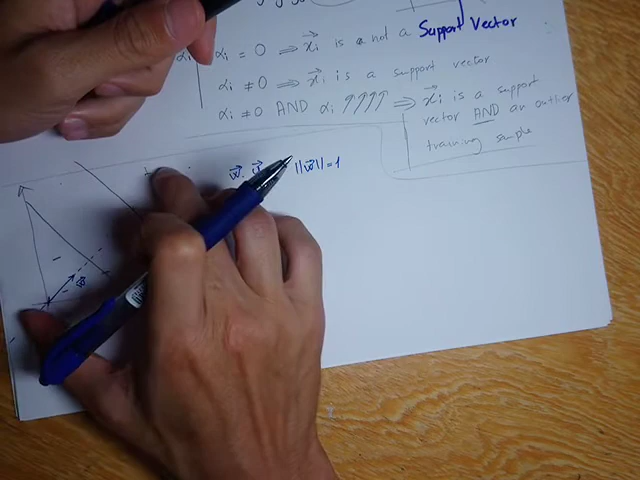 αi = 0 ⇒ x⃗i is not a Support Vector
αi ≠ 0 ⇒ x⃗i is a support vector
αi ≠ 0 AND αi ↑↑↑↑ ⇒ x⃗i is a support
vector AND an outlier
training sample
w⃗. ||w⃗||=1
w⃗